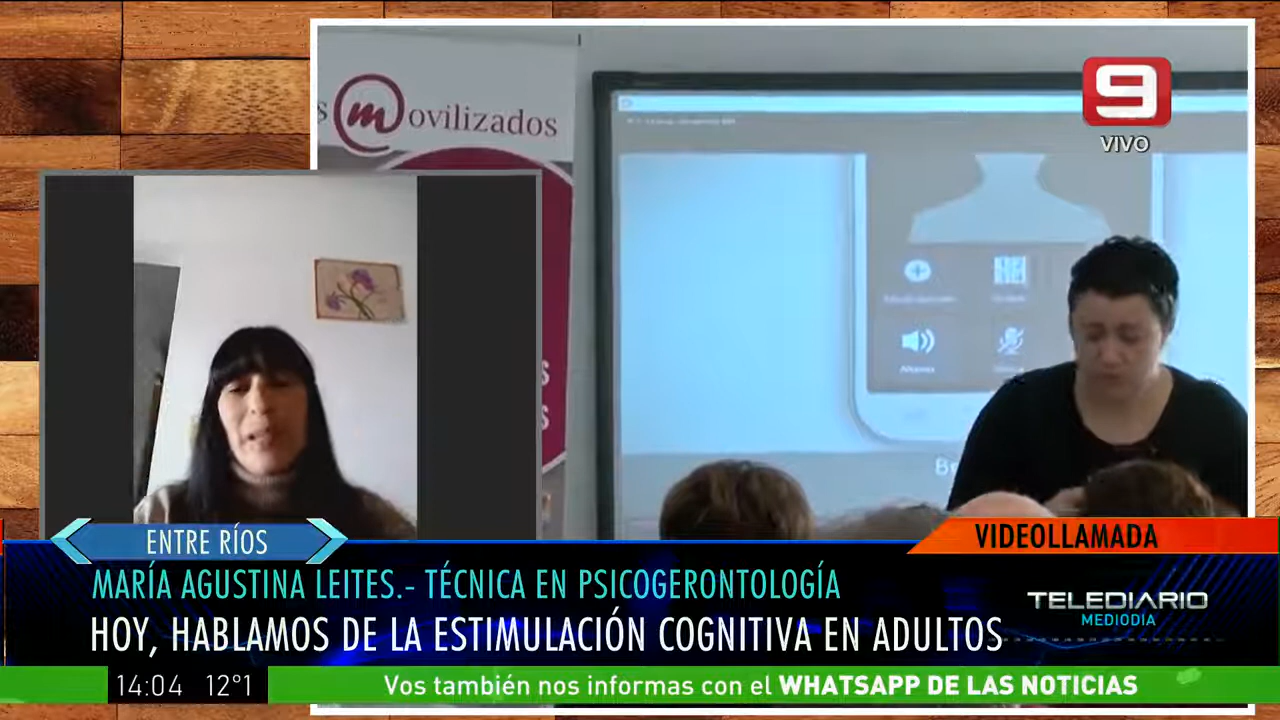 s movilizados
9
VIVO
S
S
ENTRE RÍOS
VIDEOLLAMADA
MARÍA AGUSTINA LEITES.- TÉCNICA EN PSICOGERONTOLOGÍA
HOY, HABLAMOS DE LA ESTIMULACIÓN COGNITIVA EN ADULTOS
TELEDIARIO
MEDIODÍA
14:04 12°1
Vos también nos informas con el WHATSAPP DE LAS NOTICIAS